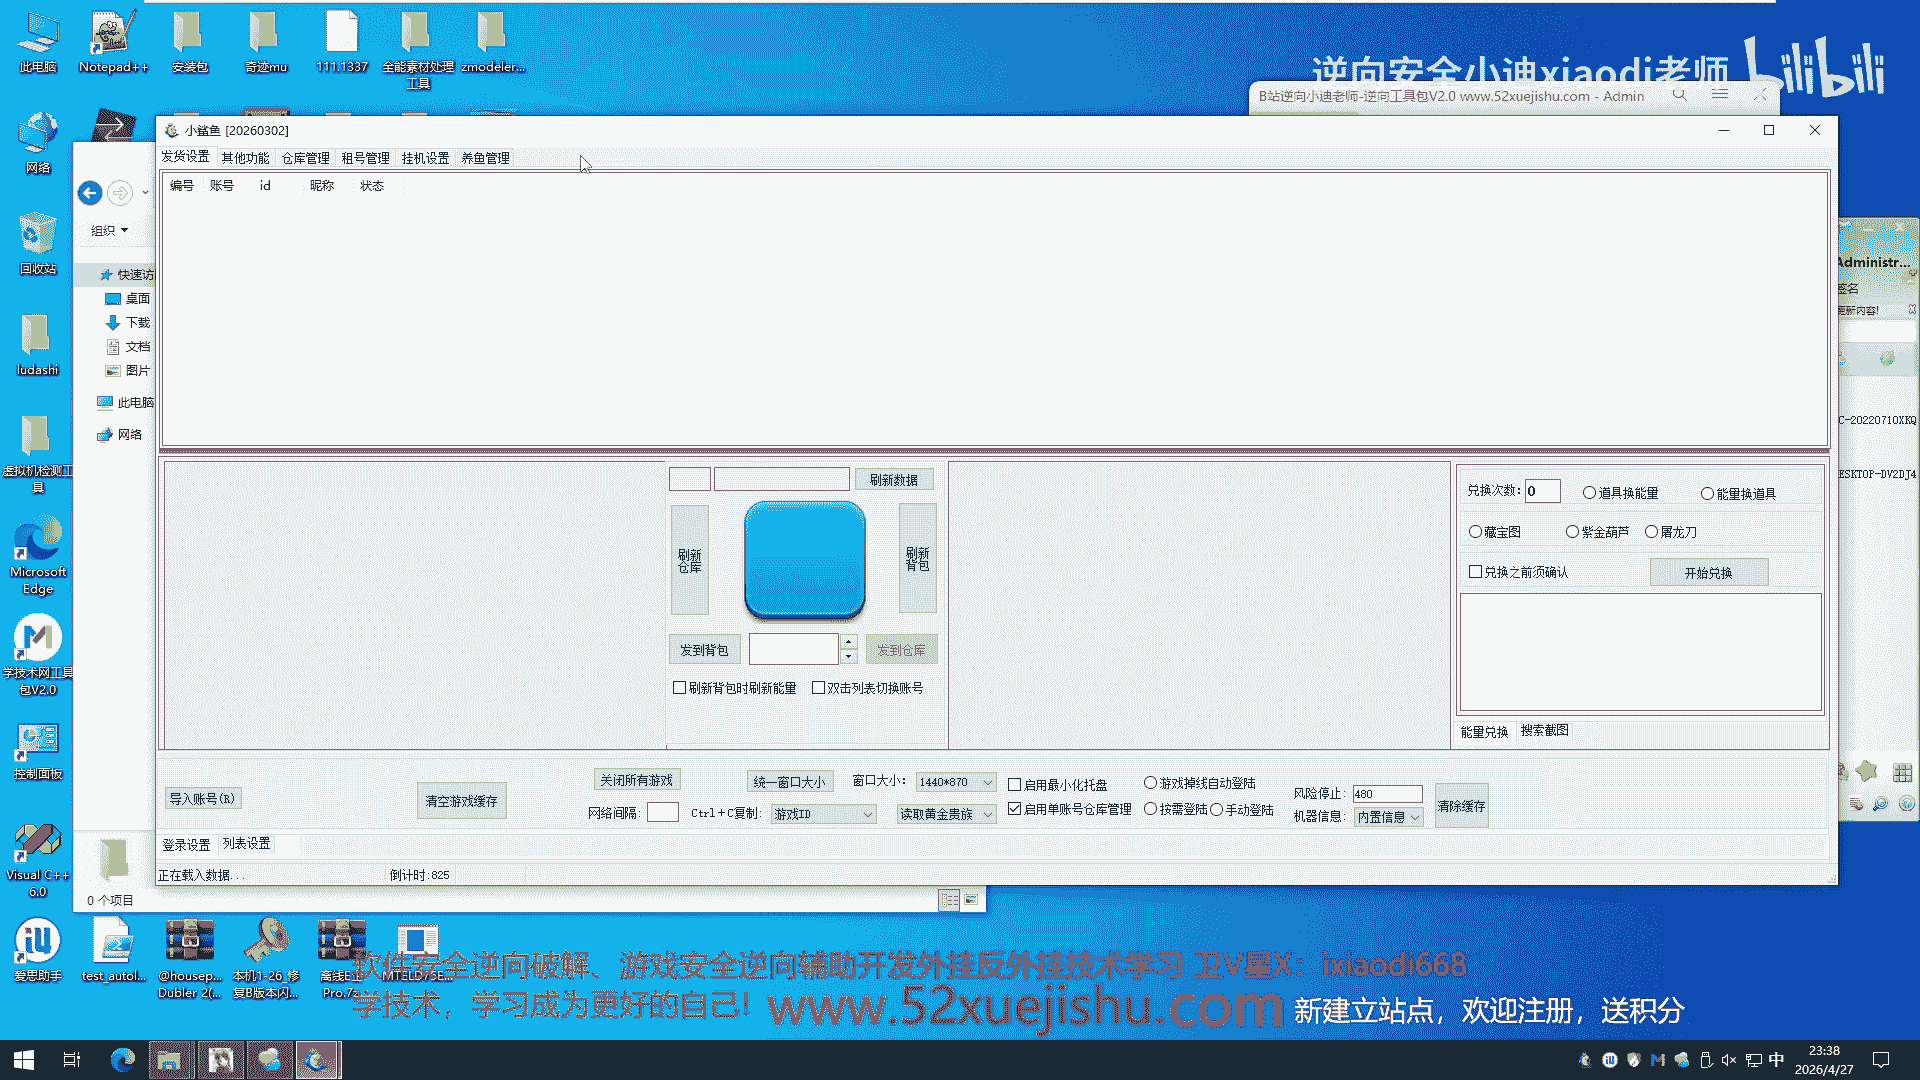 此电脑
Notepad++
安装包
奇迹mu
111.1337
全能素材处理
工具
zmodeler...
逆向安全小迪xiaodi老师
bilibili
B站逆向小迪老师-逆向工具包V2.0 www.52xuejishu.com - Admin
小鲨鱼 [20260302]
发货设置
其他功能
仓库管理
租号管理
挂机设置
养鱼管理
编号
账号
id
昵称
状态
网络
回收站
ludashi
虚拟机检测工
具
Microsoft
Edge
学技术网工具
包V2.0
控制面板
Visual C++
6.0
爱思助手
组织
快速访
桌面
下载
文档
图片
此电脑
网络
0 个项目
Administr...
签名
更新内容!
C-20220710XKQ
ESKTOP-DV2DJ4
刷新数据
刷新
仓库
刷新
背包
发到背包
发到仓库
刷新背包时刷新能量
双击列表切换账号
兑换次数:
0
道具换能量
能量换道具
藏宝图
紫金葫芦
屠龙刀
兑换之前须确认
开始兑换
能量兑换
搜索截图
导入账号(R)
清空游戏缓存
关闭所有游戏
统一窗口大小
窗口大小:
1440*870
启用最小化托盘
游戏掉线自动登陆
网络间隔:
Ctrl+C复制:
游戏ID
读取黄金贵族
启用单账号仓库管理
按需登陆
手动登陆
风险停止:
480
机器信息:
内置信息
清除缓存
登录设置
列表设置
正在载入数据...
倒计时:825
test_autol...
@housep...
Dubler 2(...
本机1-26_修
复B版本闪...
离线E企
Pro.7z
MTELD7SE...
软件安全逆向破解、游戏安全逆向辅助开发外挂反外挂技术学习 卫V星X：ixiaodi668
学技术，学习成为更好的自己！www.52xuejishu.com 新建立站点，欢迎注册，送积分
中
23:38
2026/4/27